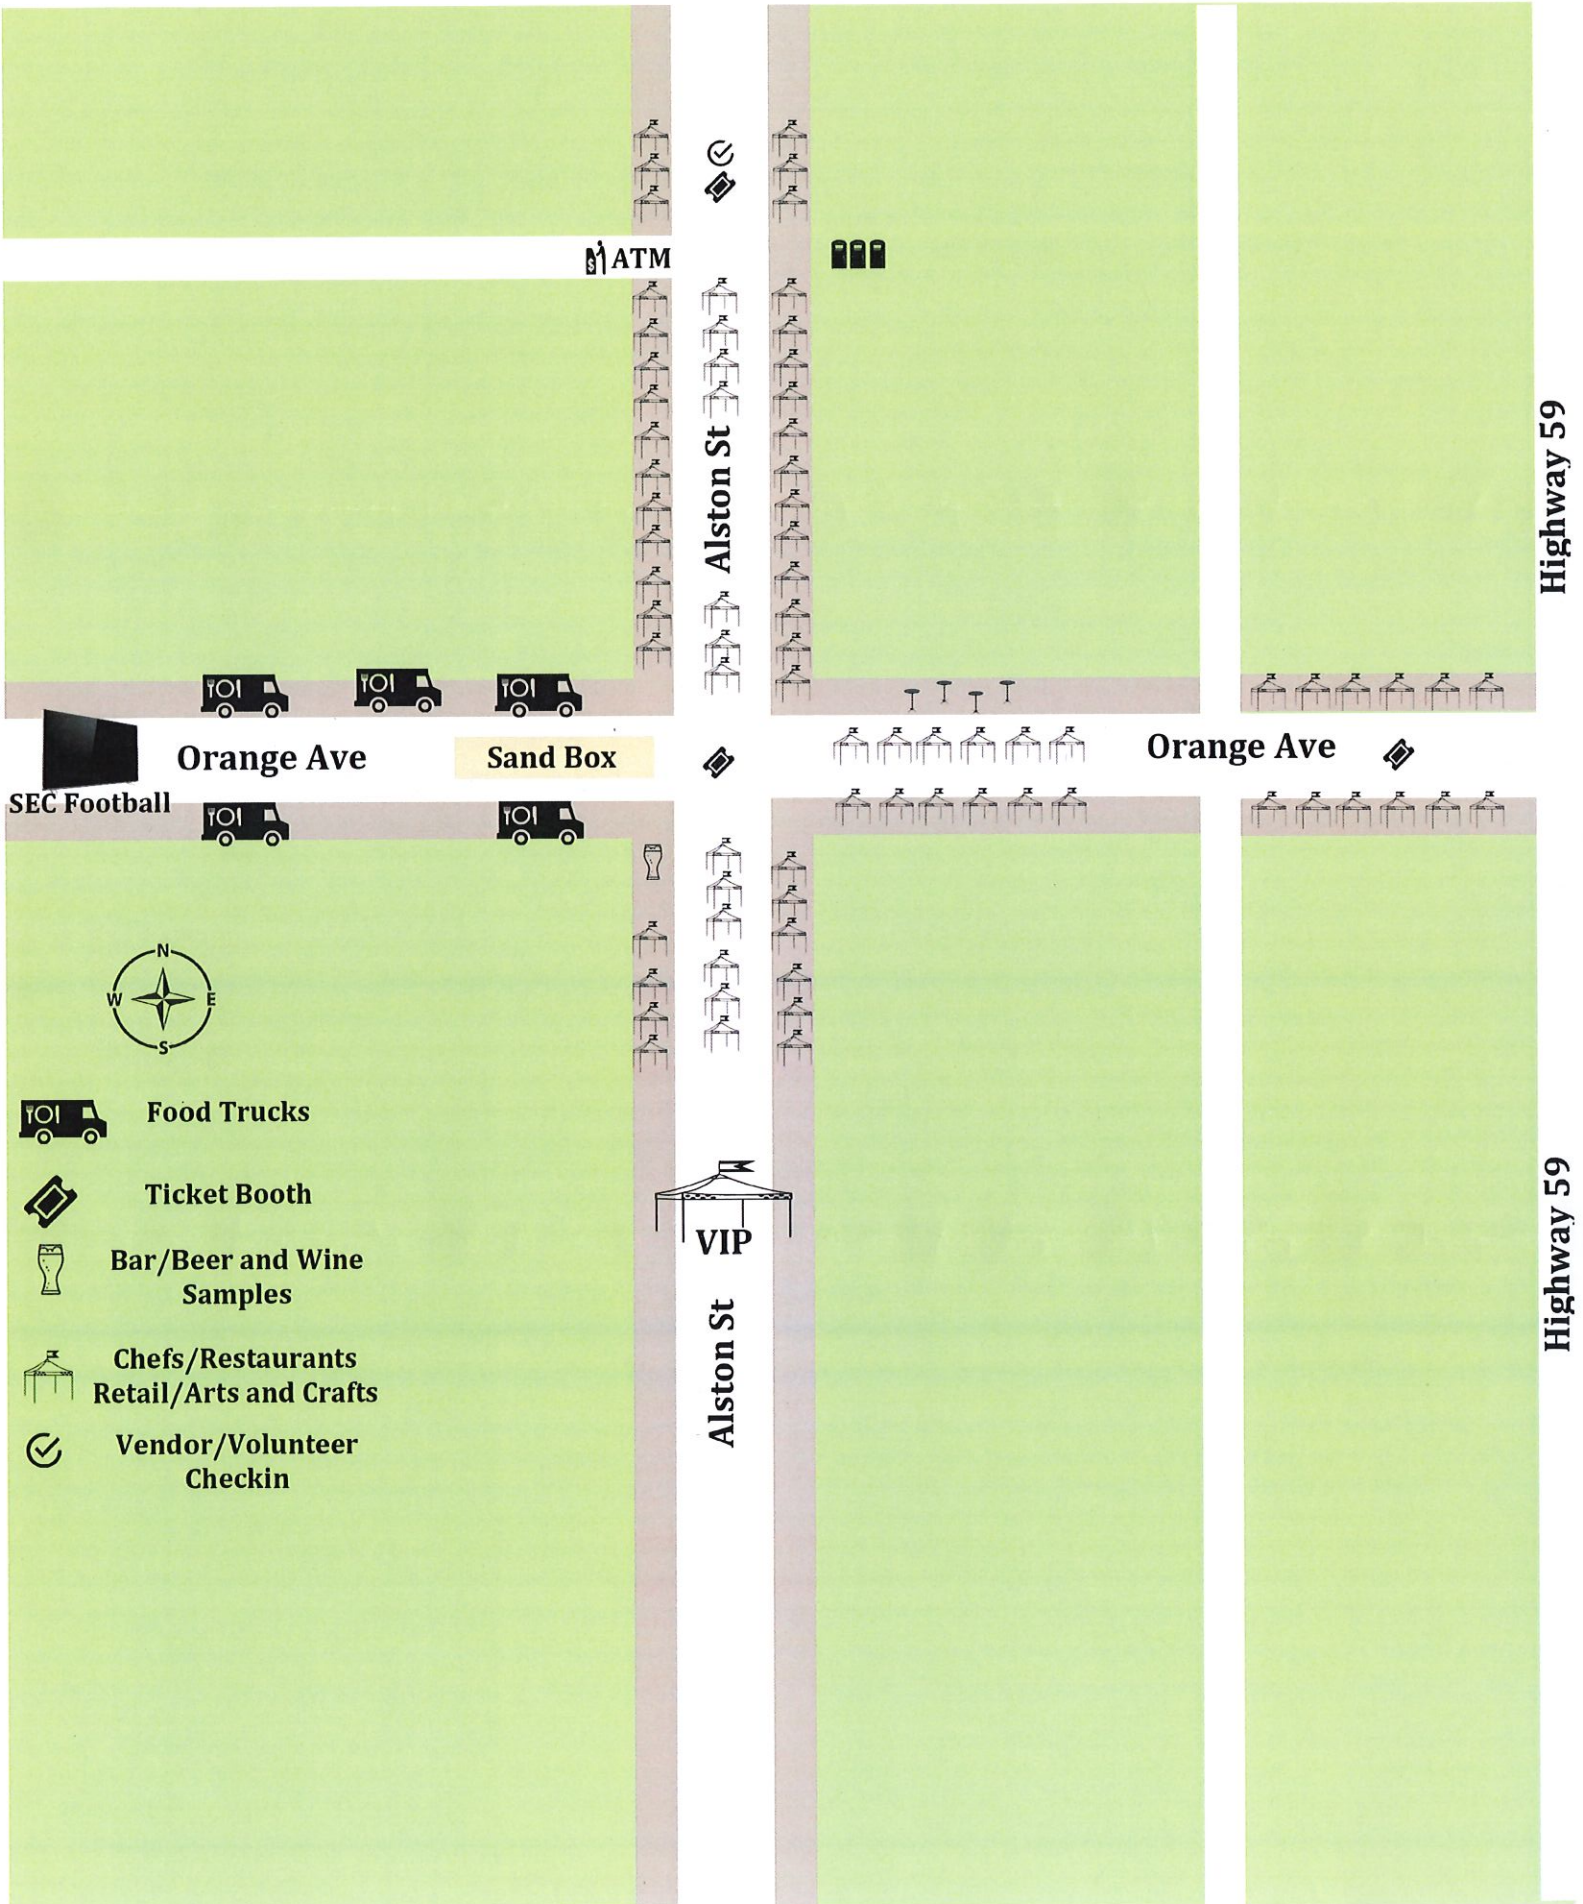 ATM
Alston St
Highway 59
Orange Ave
Sand Box
Orange Ave
SEC Football
N
W
E
S
Food Trucks
Ticket Booth
Bar/Beer and Wine
Samples
Chefs/Restaurants
Retail/Arts and Crafts
Vendor/Volunteer
Checkin
VIP
Alston St
Highway 59